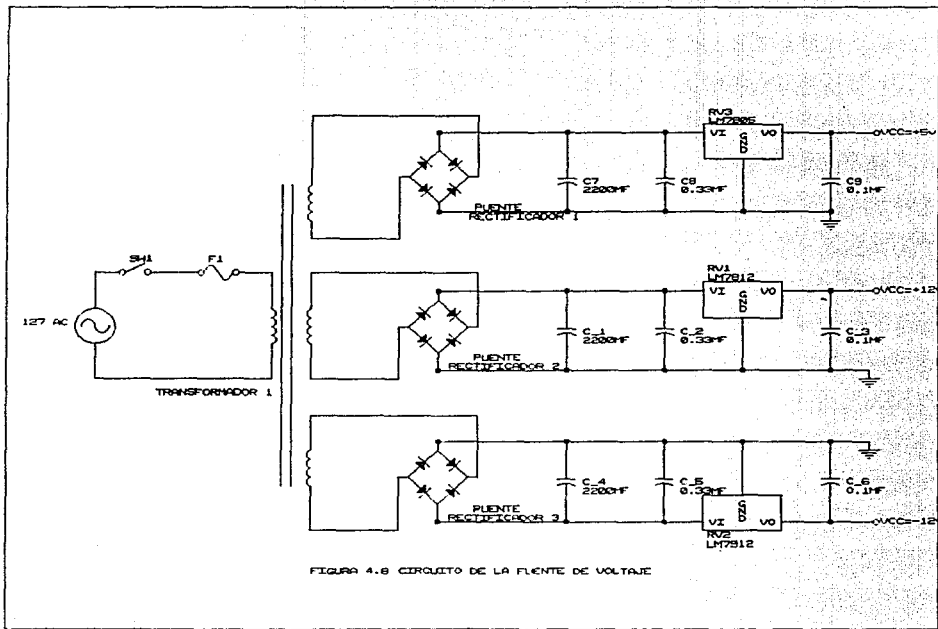 RV3
LM7805
VI
VO
GND
VCC=+5V
C7
2200MF
C8
0.33MF
C9
0.1MF
PUENTE
RECTIFICADOR 1
SW1
F1
127 AC
TRANSFORMADOR 1
RV1
LM7812
VI
VO
GND
VCC=+12V
C_1
2200MF
C_2
0.33MF
C_3
0.1MF
PUENTE
RECTIFICADOR 2
C_4
2200MF
C_5
0.33MF
C_6
0.1MF
GND
VI
VO
PUENTE
RECTIFICADOR 3
RV2
LM7912
VCC=-12V
FIGURA 4.8 CIRCUITO DE LA FUENTE DE VOLTAJE